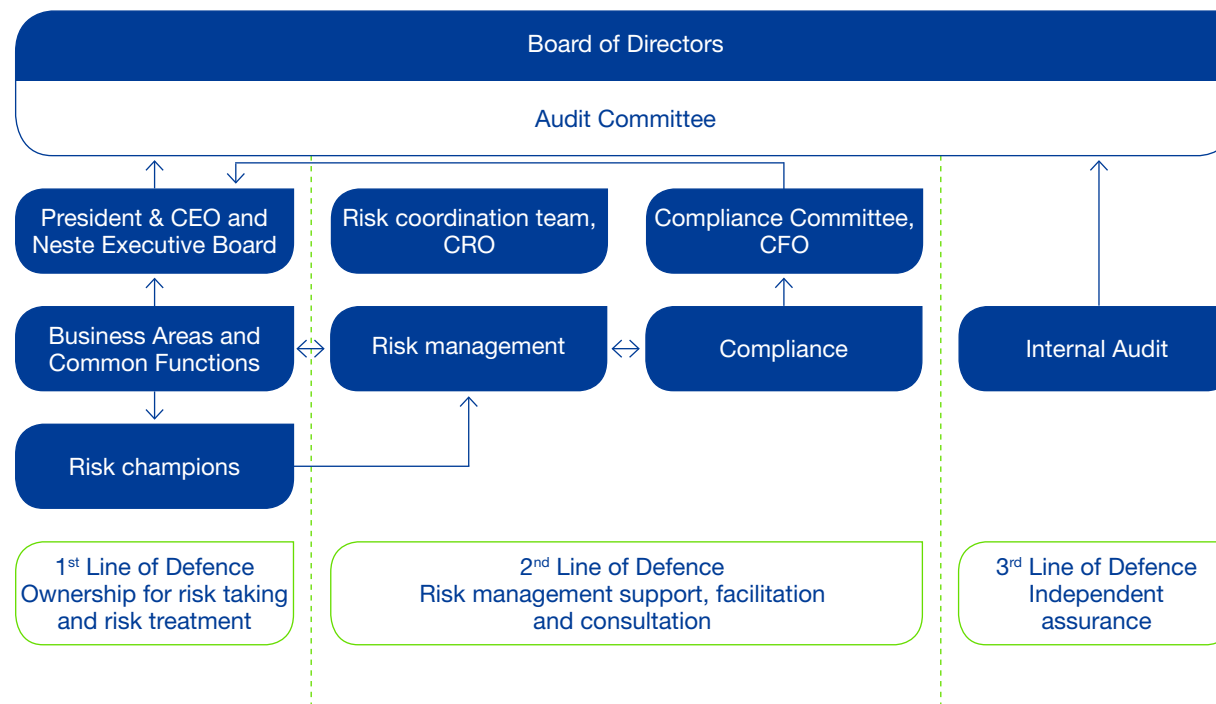 Board of Directors
Audit Committee
President & CEO and
Neste Executive Board
Risk coordination team,
CRO
Compliance Committee,
CFO
Business Areas and
Common Functions
Risk management
Compliance
Internal Audit
Risk champions
1st Line of Defence
Ownership for risk taking
and risk treatment
2nd Line of Defence
Risk management support, facilitation
and consultation
3rd Line of Defence
Independent
assurance